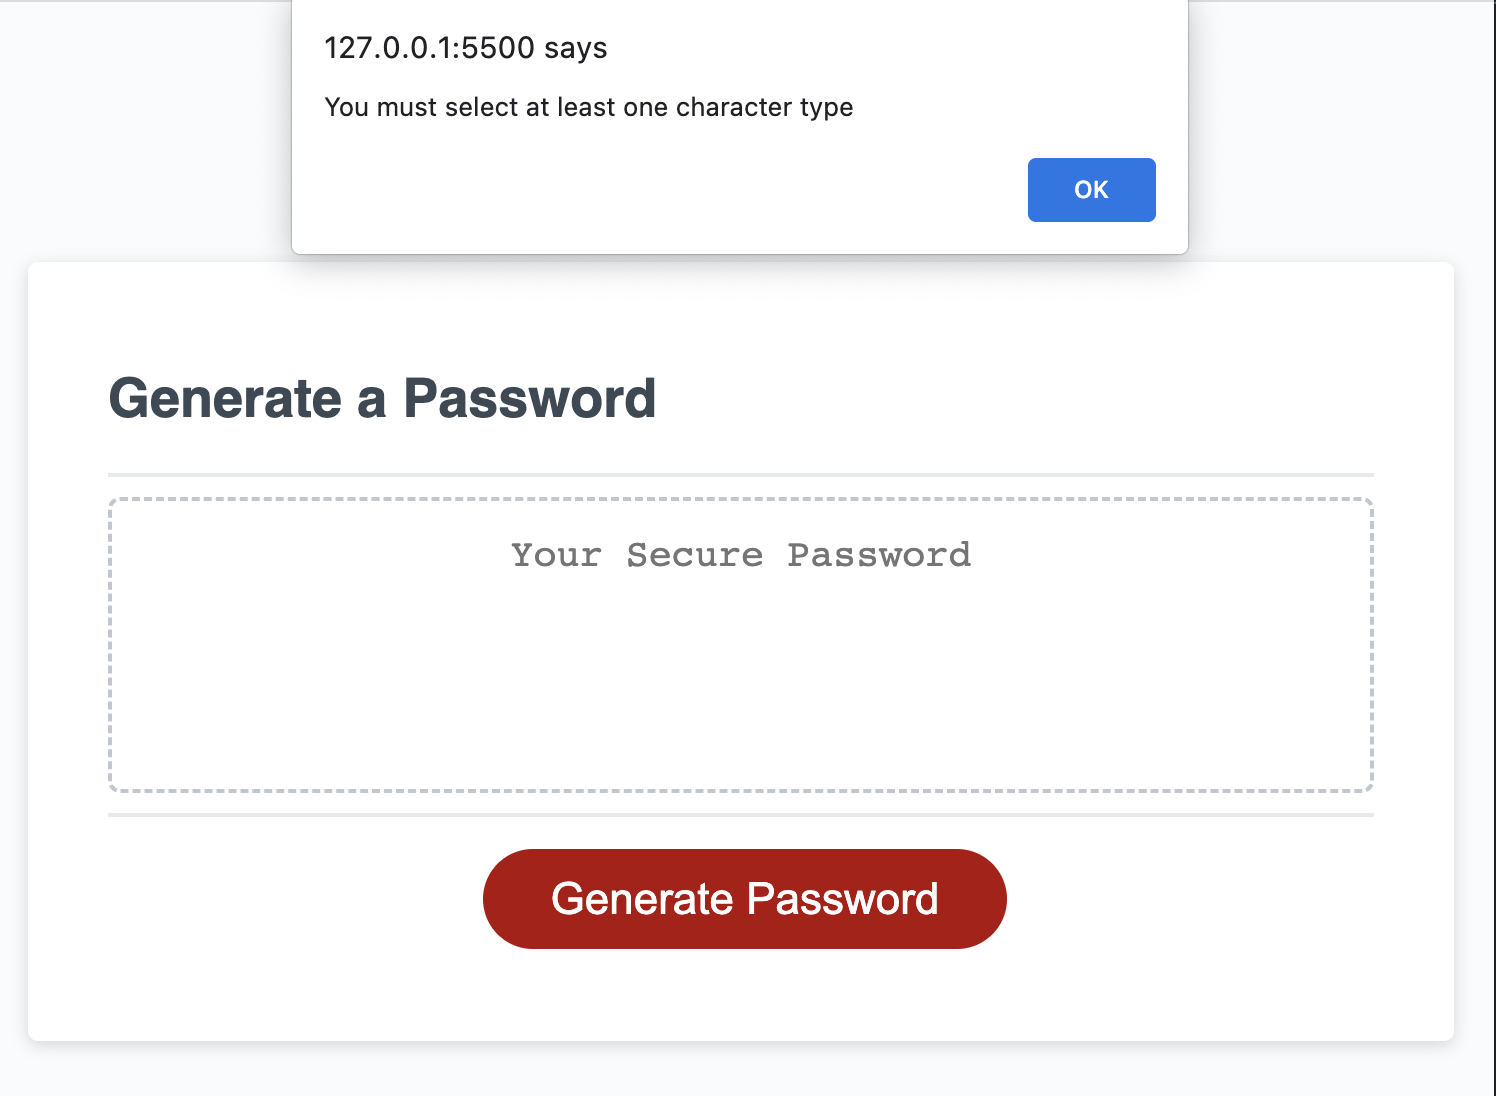 127.0.0.1:5500 says
You must select at least one character type
OK
Generate a Password
Your Secure Password
Generate Password